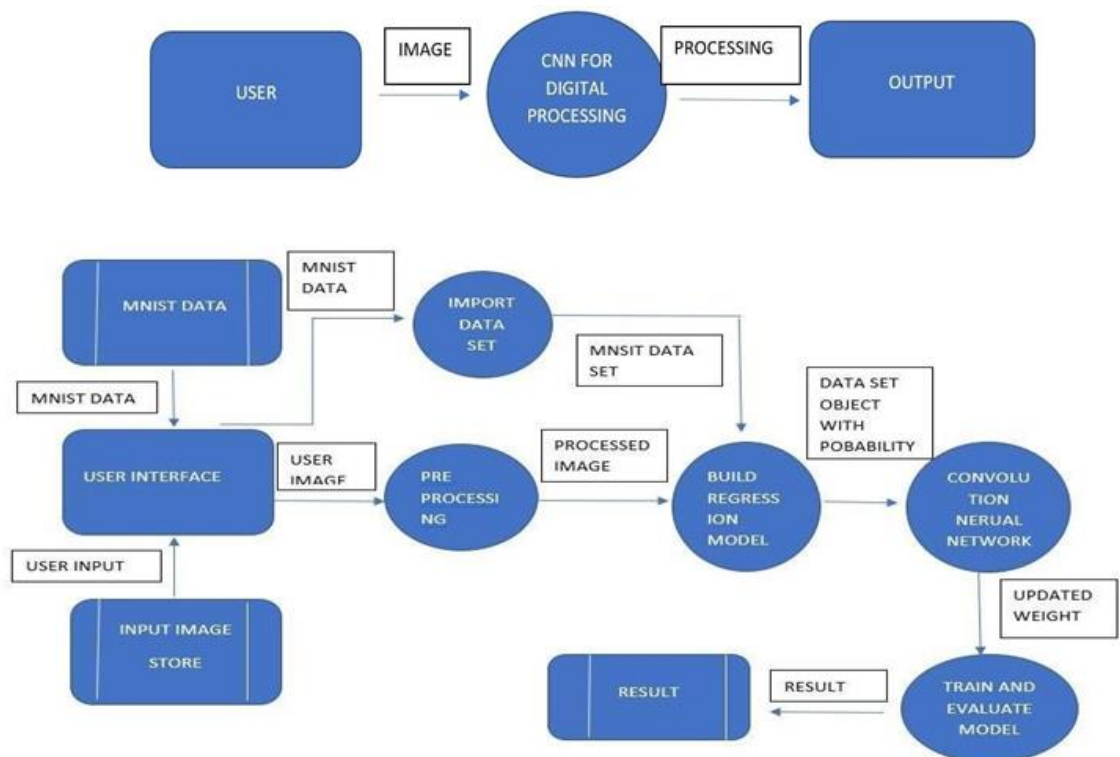 USER
IMAGE
CNN FOR
DIGITAL
PROCESSING
PROCESSING
OUTPUT
MNIST DATA
MNIST
DATA
IMPORT
DATA
SET
MNSIT DATA
SET
MNIST DATA
USER INTERFACE
USER
IMAGE
PRE
PROCESSI
NG
PROCESSED
IMAGE
BUILD
REGRESS
ION
MODEL
DATA SET
OBJECT
WITH
POBABILITY
CONVOLU
TION
NERUAL
NETWORK
USER INPUT
INPUT IMAGE
STORE
UPDATED
WEIGHT
TRAIN AND
EVALUATE
MODEL
RESULT
RESULT